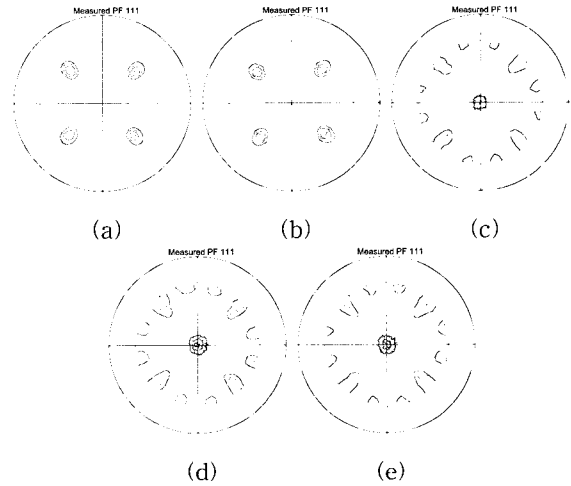 Measured PF 111
Measured PF 111
Measured PF 111
(a)
(b)
(c)
Measured PF 111
Measured PF 111
(d)
(e)